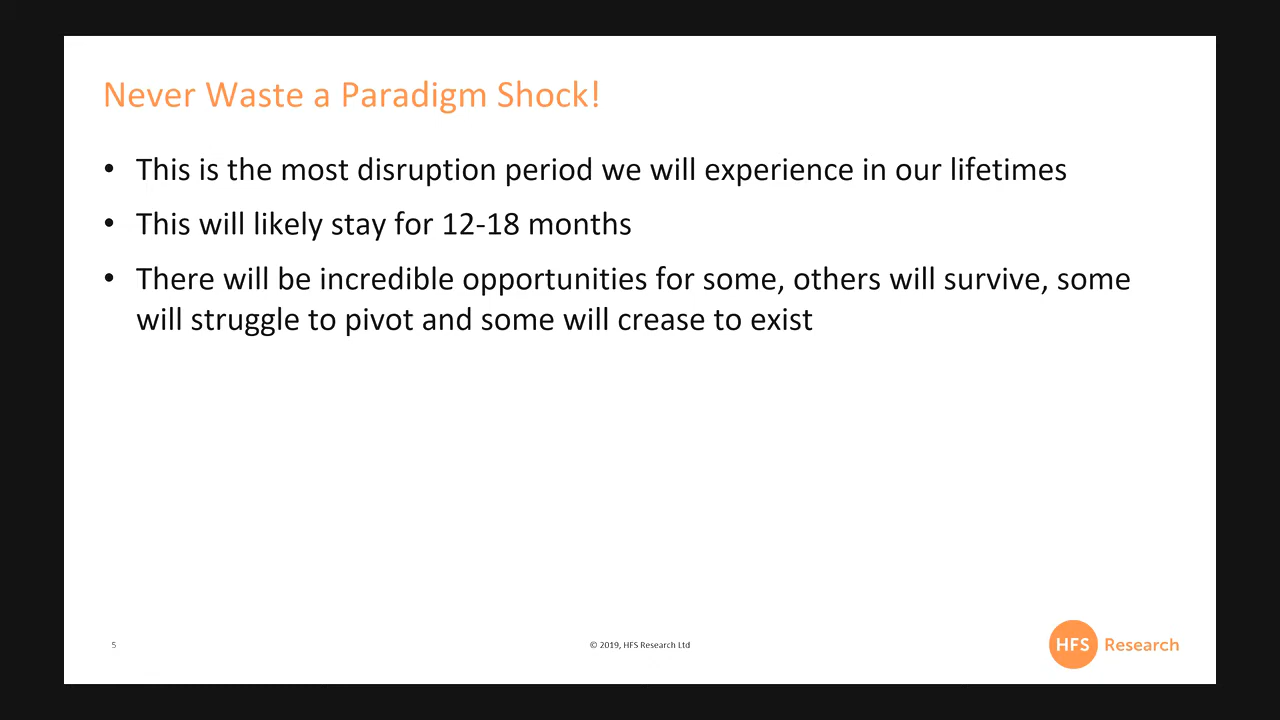 Never Waste a Paradigm Shock!
• This is the most disruption period we will experience in our lifetimes
• This will likely stay for 12-18 months
• There will be incredible opportunities for some, others will survive, some
will struggle to pivot and some will crease to exist
5
© 2019, HFS Research Ltd
HFS Research